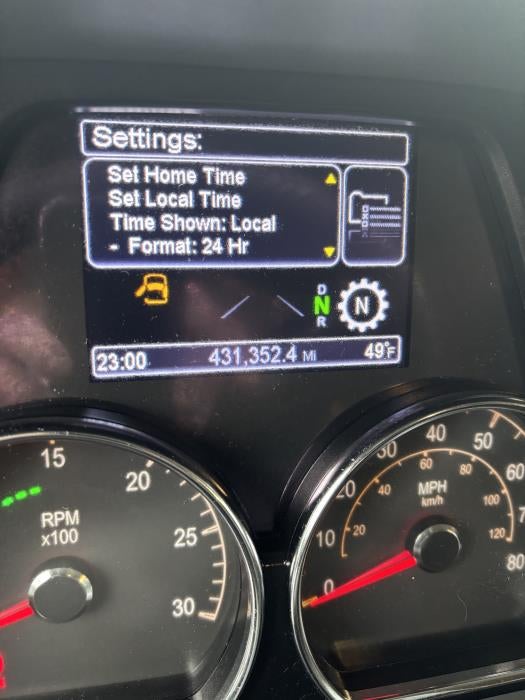 Settings:
Set Home Time
Set Local Time
Time Shown: Local
- Format: 24 Hr
D
N
R
N
23:00 431,352.4 Mi 49°F
15
20
25
30
RPM
x100
0
10
20
30
40
50
60
80
MPH
km/h
20
40
60
80
100
120